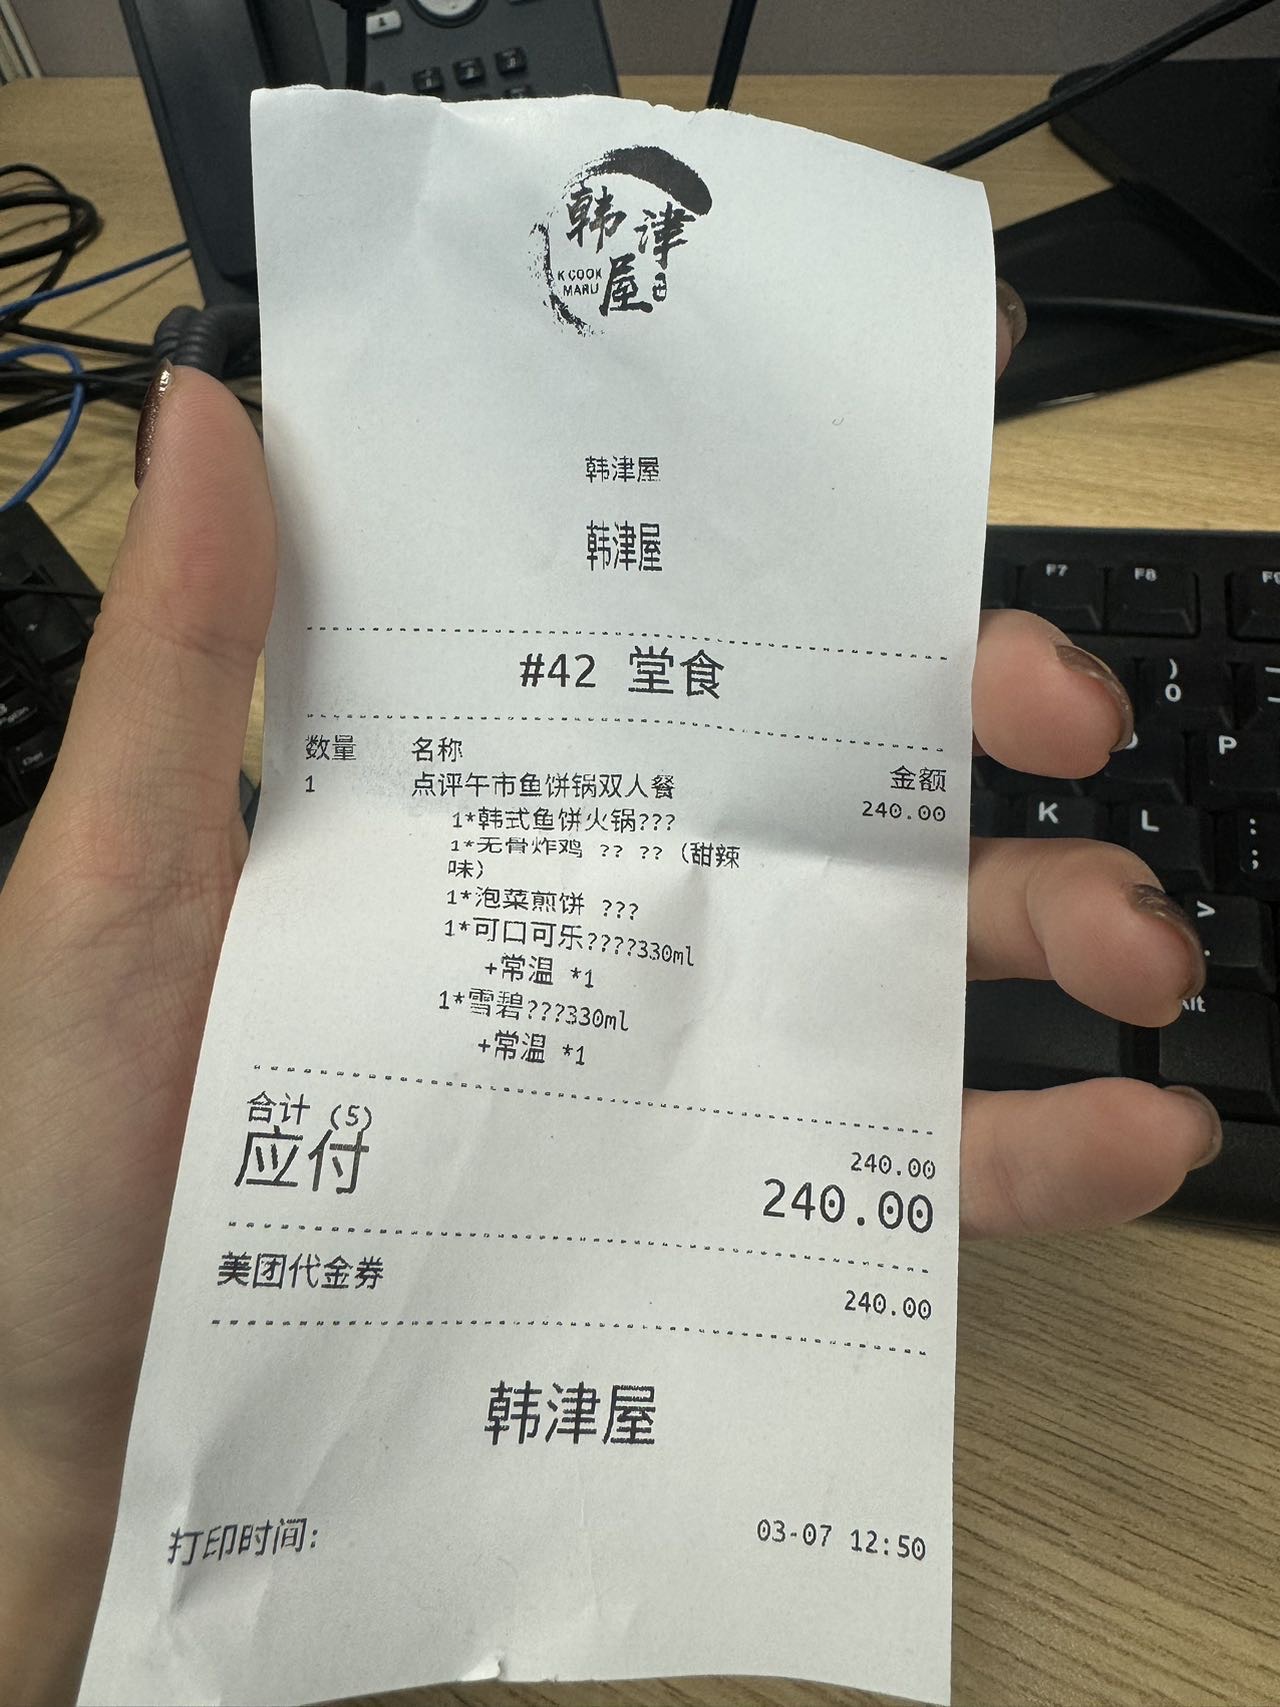 韩津屋
K COOK
MARU
韩津屋
韩津屋
#42 堂食
数量 名称 金额
1 点评午市鱼饼锅双人餐 240.00
1*韩式鱼饼火锅???
1*无骨炸鸡 ?? ??（甜辣
味）
1*泡菜煎饼 ???
1*可口可乐????330ml
+常温 *1
1*雪碧???330ml
+常温 *1
合计 (5) 240.00
应付 240.00
美团代金券 240.00
韩津屋
打印时间: 03-07 12:50
F7
F8
)
0
P
K
L
:
;
>
.
Alt